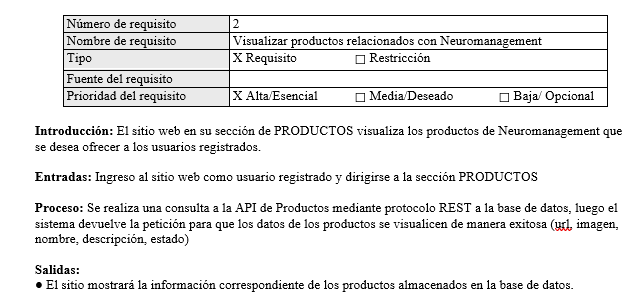 Número de requisito 2
Nombre de requisito Visualizar productos relacionados con Neuromanagement
Tipo X Requisito □ Restricción
Fuente del requisito
Prioridad del requisito X Alta/Esencial □ Media/Deseado □ Baja/ Opcional
Introducción: El sitio web en su sección de PRODUCTOS visualiza los productos de Neuromanagement que
se desea ofrecer a los usuarios registrados.
Entradas: Ingreso al sitio web como usuario registrado y dirigirse a la sección PRODUCTOS
Proceso: Se realiza una consulta a la API de Productos mediante protocolo REST a la base de datos, luego el
sistema devuelve la petición para que los datos de los productos se visualicen de manera exitosa (url, imagen,
nombre, descripción, estado)
Salidas:
● El sitio mostrará la información correspondiente de los productos almacenados en la base de datos.